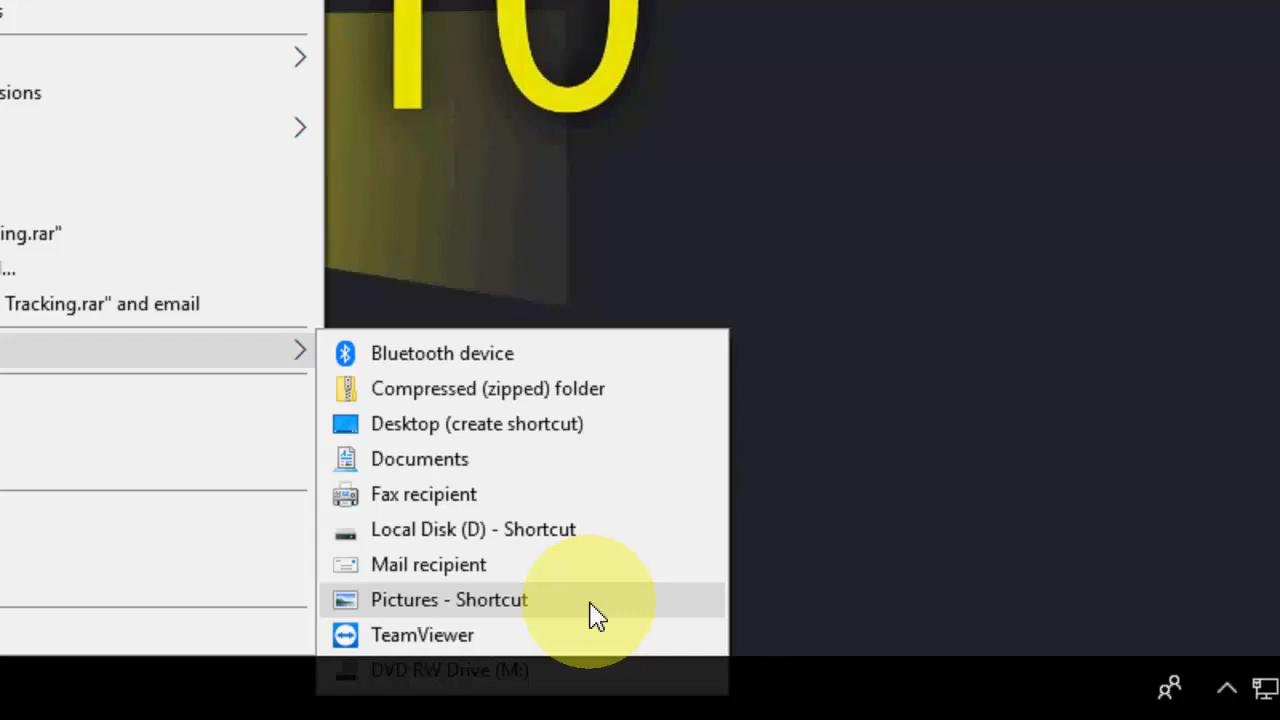 10
sions
ing.rar"
l...
Tracking.rar" and email
Bluetooth device
Compressed (zipped) folder
Desktop (create shortcut)
Documents
Fax recipient
Local Disk (D) - Shortcut
Mail recipient
Pictures - Shortcut
TeamViewer
DVD RW Drive (M:)